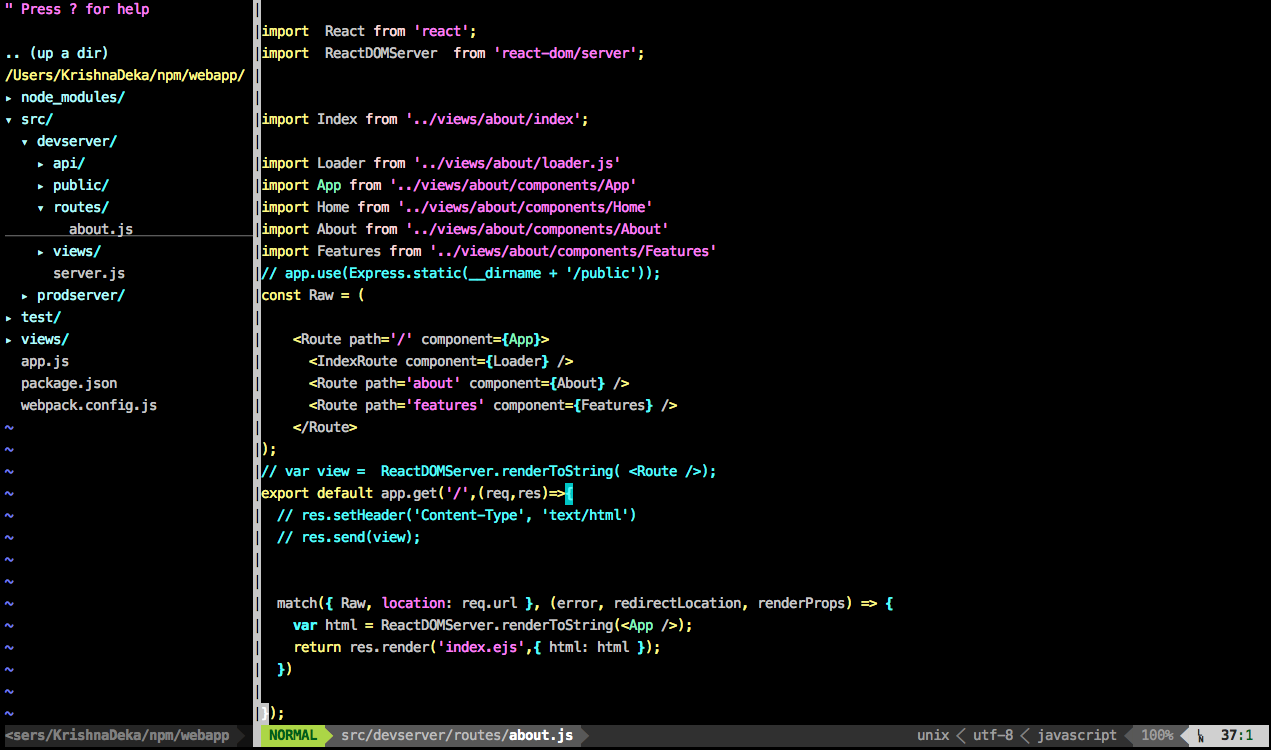 " Press ? for help
.. (up a dir)
/Users/KrishnaDeka/npm/webapp/
▸ node_modules/
▾ src/
▾ devserver/
▸ api/
▸ public/
▾ routes/
about.js
▸ views/
server.js
▸ prodserver/
▸ test/
▸ views/
app.js
package.json
webpack.config.js
~
~
~
~
~
~
~
~
~
~
~
~
~
~
<sers/KrishnaDeka/npm/webapp
import  React from 'react';
import  ReactDOMServer  from 'react-dom/server';
import Index from '../views/about/index';
import Loader from '../views/about/loader.js'
import App from '../views/about/components/App'
import Home from '../views/about/components/Home'
import About from '../views/about/components/About'
import Features from '../views/about/components/Features'
// app.use(Express.static(__dirname + '/public'));
const Raw = (
    <Route path='/' component={App}>
      <IndexRoute component={Loader} />
      <Route path='about' component={About} />
      <Route path='features' component={Features} />
    </Route>
);
// var view =  ReactDOMServer.renderToString( <Route />);
export default app.get('/',(req,res)=>{
  // res.setHeader('Content-Type', 'text/html')
  // res.send(view);
  match({ Raw, location: req.url }, (error, redirectLocation, renderProps) => {
    var html = ReactDOMServer.renderToString(<App />);
    return res.render('index.ejs',{ html: html });
  })
});
NORMAL src/devserver/routes/about.js unix utf-8 javascript 100% 37:1